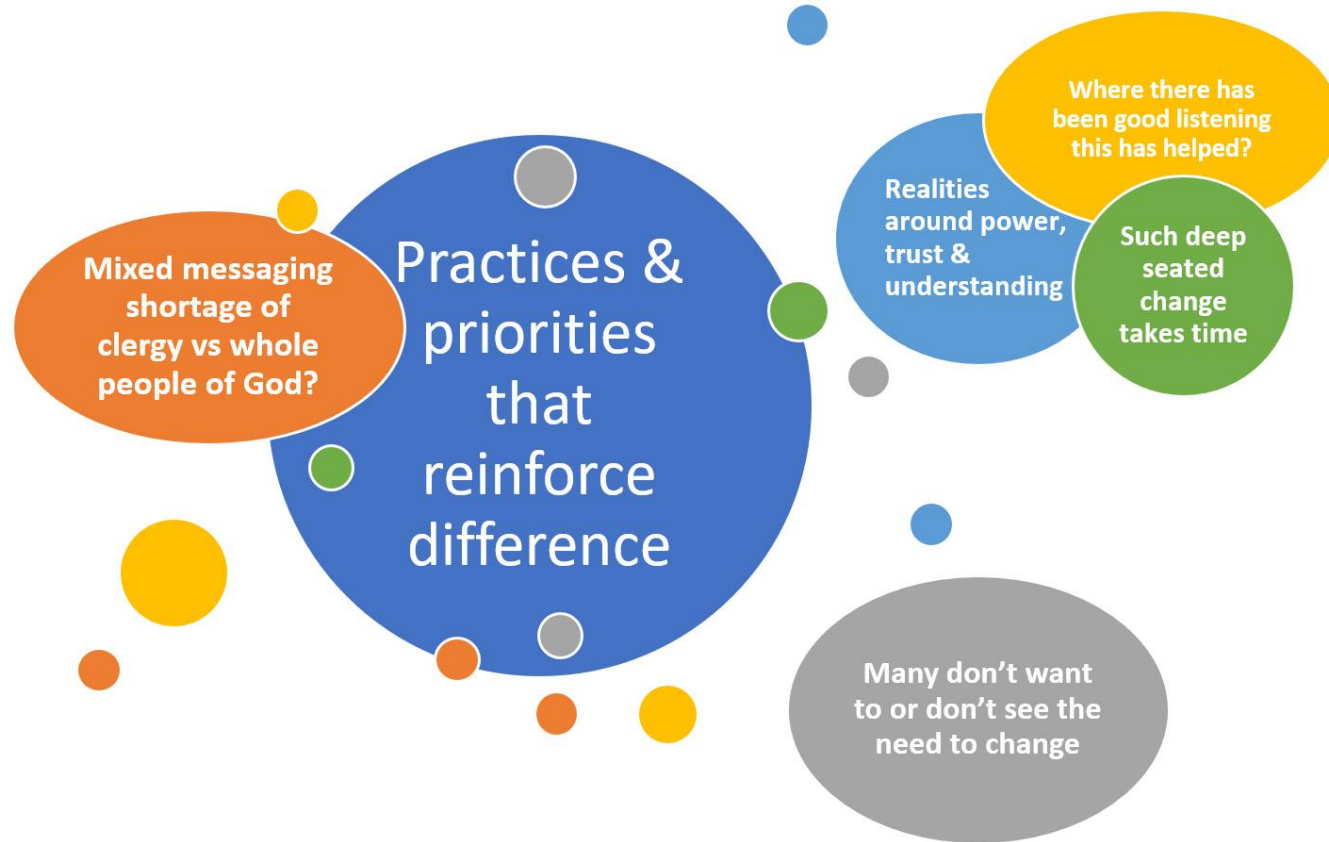 Mixed messaging
shortage of
clergy vs whole
people of God?
Practices &
priorities
that
reinforce
difference
Realities
around power,
trust &
understanding
Where there has
been good listening
this has helped?
Such deep
seated
change
takes time
Many don’t want
to or don’t see the
need to change